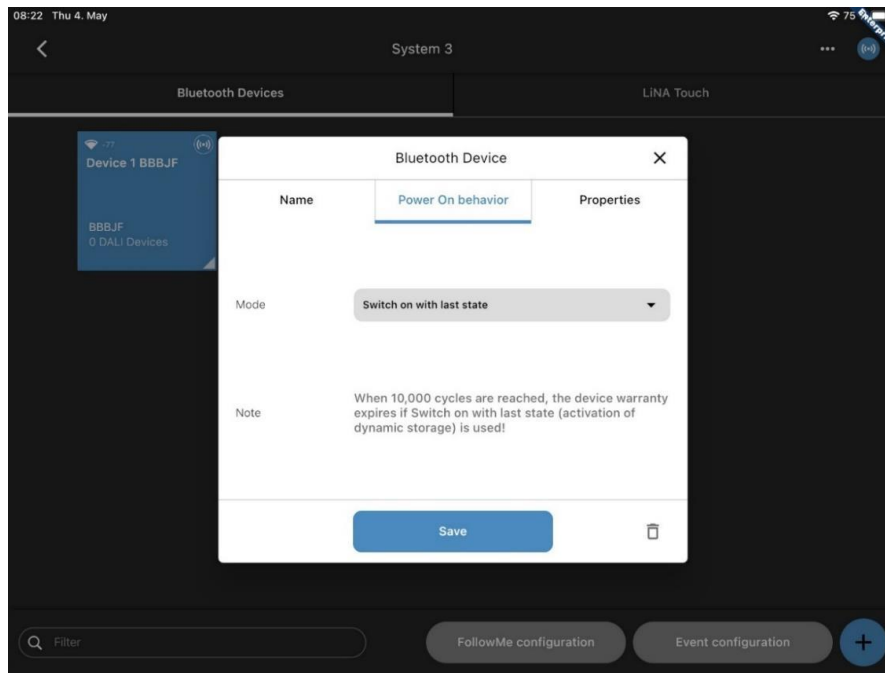 08:22 Thu 4. May
75
System 3
Bluetooth Devices
LiNA Touch
-77
Device 1 BBBJF
BBBJF
0 DALI Devices
Bluetooth Device
Name
Power On behavior
Properties
Mode
Switch on with last state
Note
When 10,000 cycles are reached, the device warranty
expires if Switch on with last state (activation of
dynamic storage) is used!
Save
Filter
FollowMe configuration
Event configuration